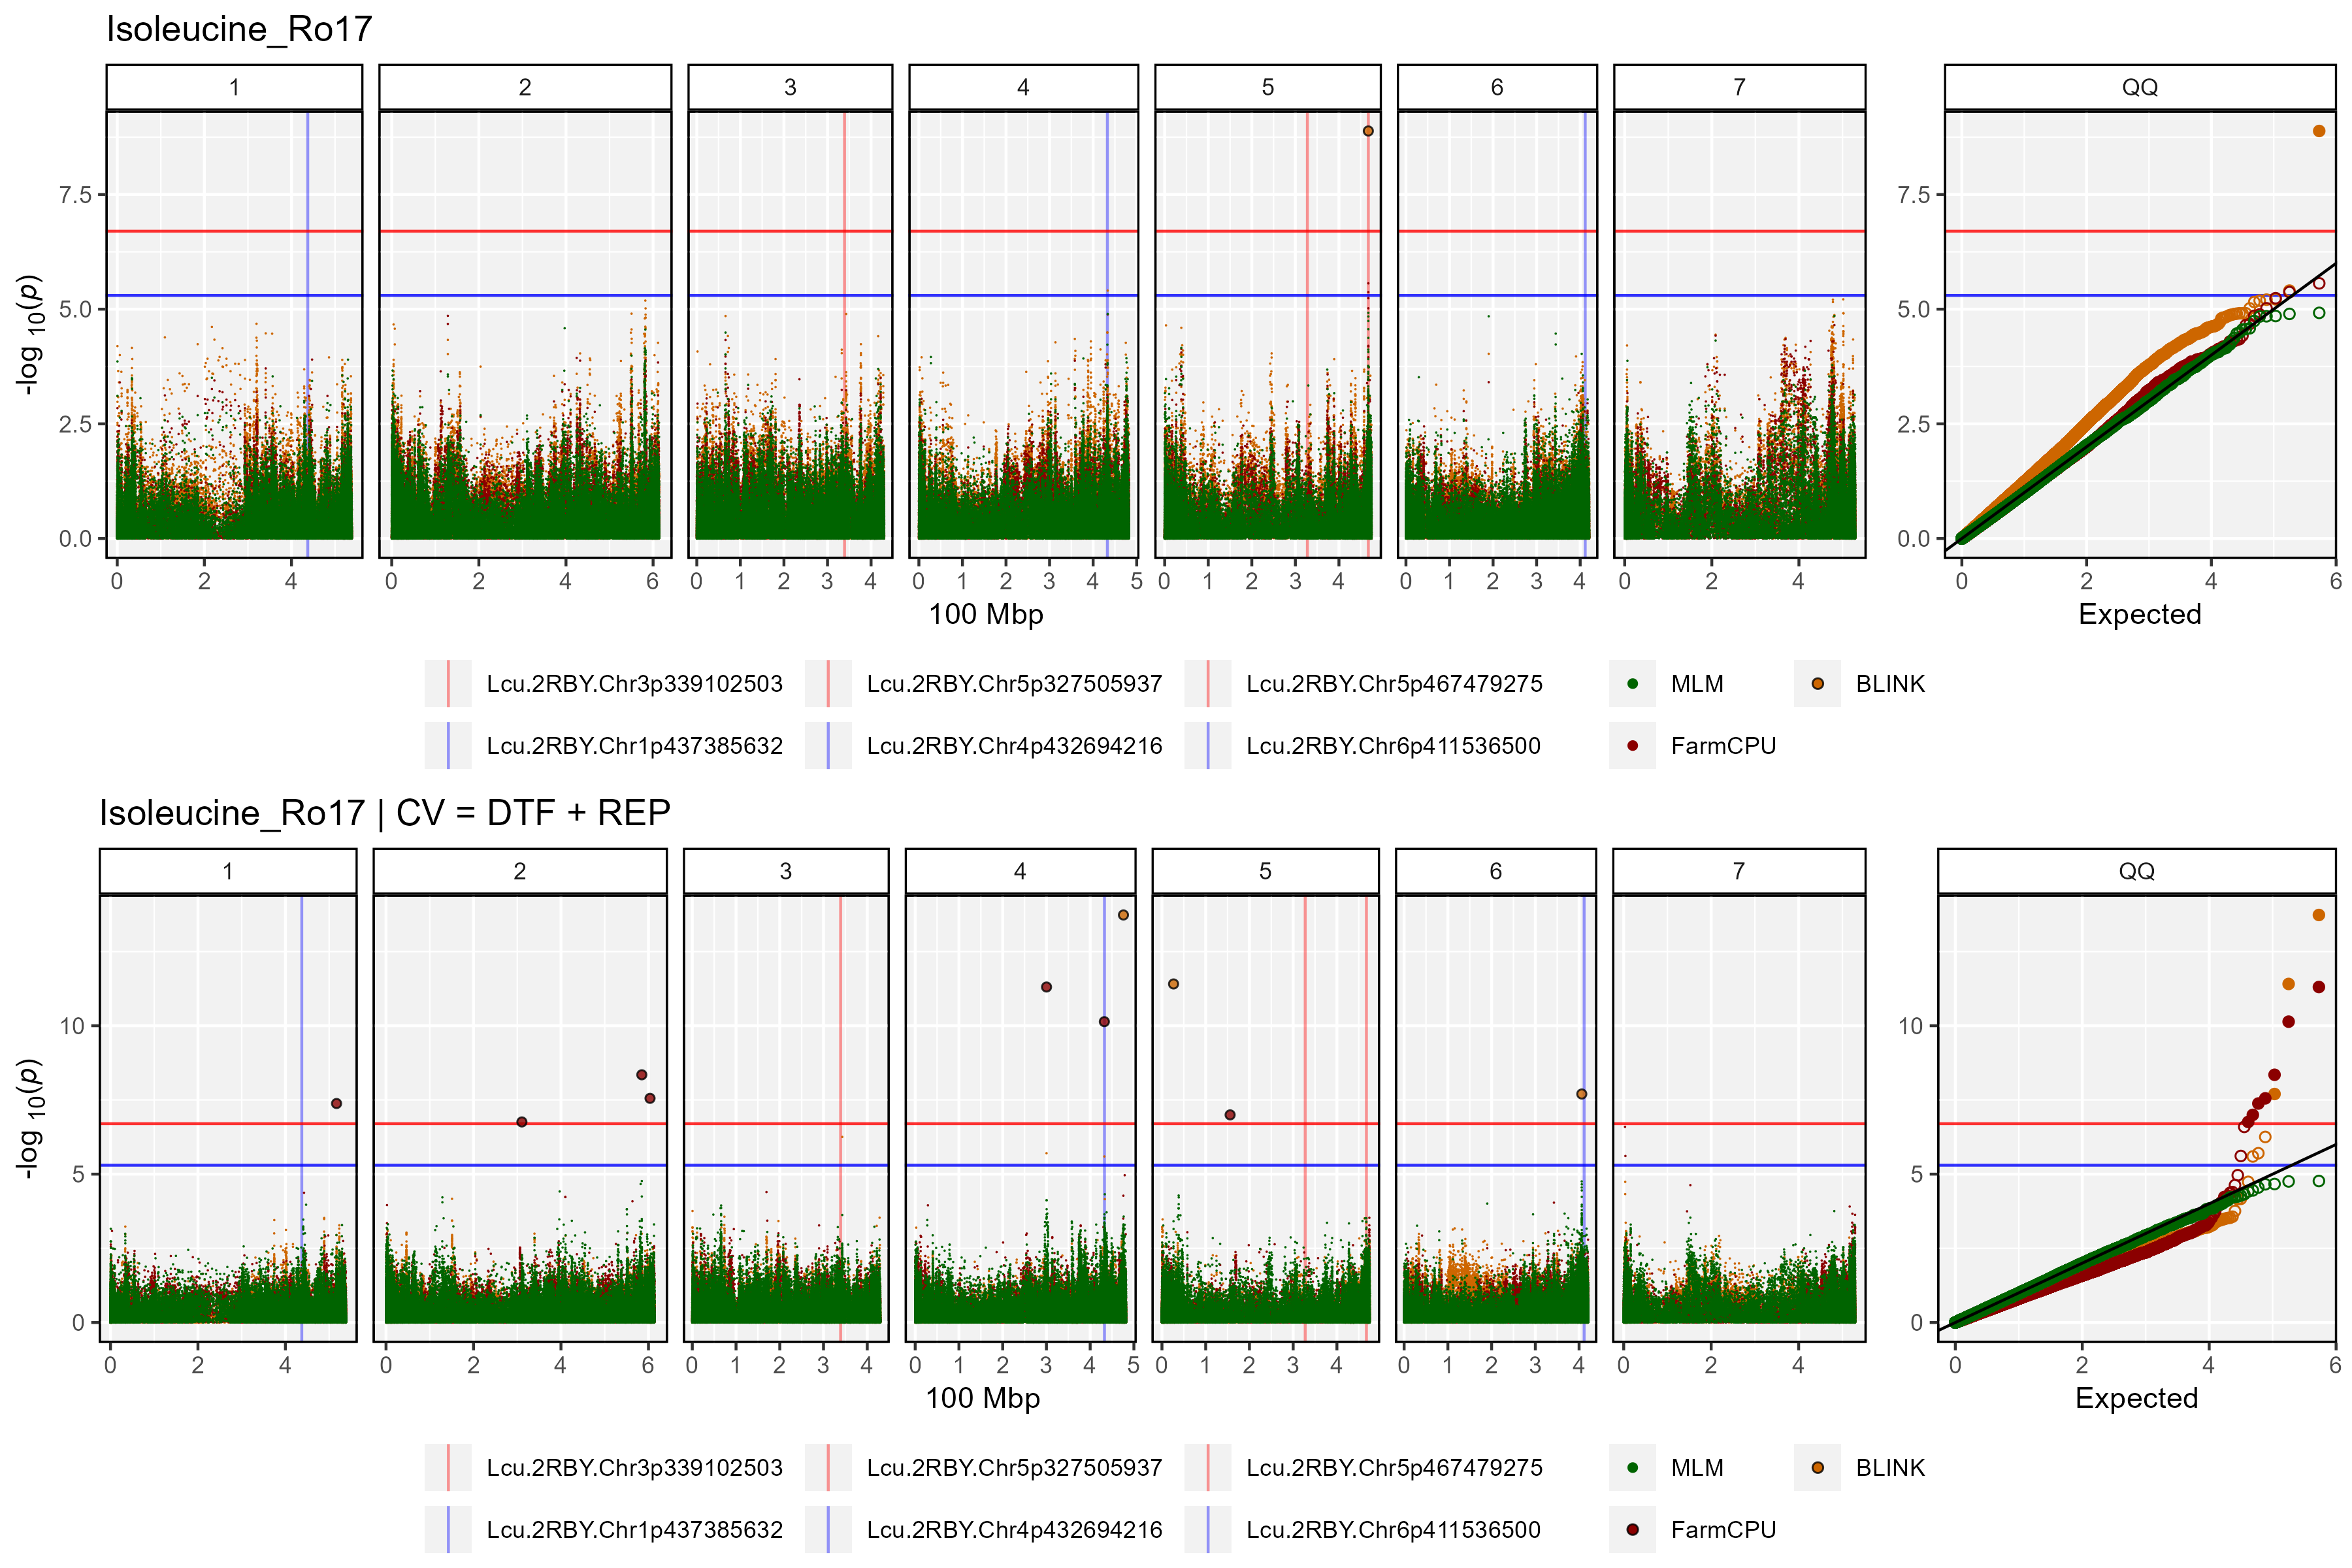 Isoleucine_Ro17
1 2 3 4 5 6 7 QQ
7.5 7.5
5.0 5.0
2.5 2.5
0.0 0.0
-log 10(p)
0 2 4 0 2 4 6 0 1 2 3 4 0 1 2 3 4 5 0 1 2 3 4 0 1 2 3 4 0 2 4 0 2 4 6
100 Mbp Expected
Lcu.2RBY.Chr3p339102503 Lcu.2RBY.Chr5p327505937 Lcu.2RBY.Chr5p467479275 MLM BLINK
Lcu.2RBY.Chr1p437385632 Lcu.2RBY.Chr4p432694216 Lcu.2RBY.Chr6p411536500 FarmCPU
Isoleucine_Ro17 | CV = DTF + REP
1 2 3 4 5 6 7 QQ
10 10
5 5
0 0
-log 10(p)
0 2 4 0 2 4 6 0 1 2 3 4 0 1 2 3 4 5 0 1 2 3 4 0 1 2 3 4 0 2 4 0 2 4 6
100 Mbp Expected
Lcu.2RBY.Chr3p339102503 Lcu.2RBY.Chr5p327505937 Lcu.2RBY.Chr5p467479275 MLM BLINK
Lcu.2RBY.Chr1p437385632 Lcu.2RBY.Chr4p432694216 Lcu.2RBY.Chr6p411536500 FarmCPU